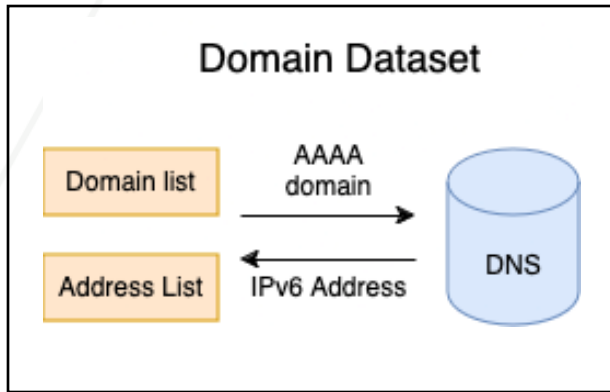 Domain Dataset
Domain list
AAAA
domain
Address List
IPv6 Address
DNS